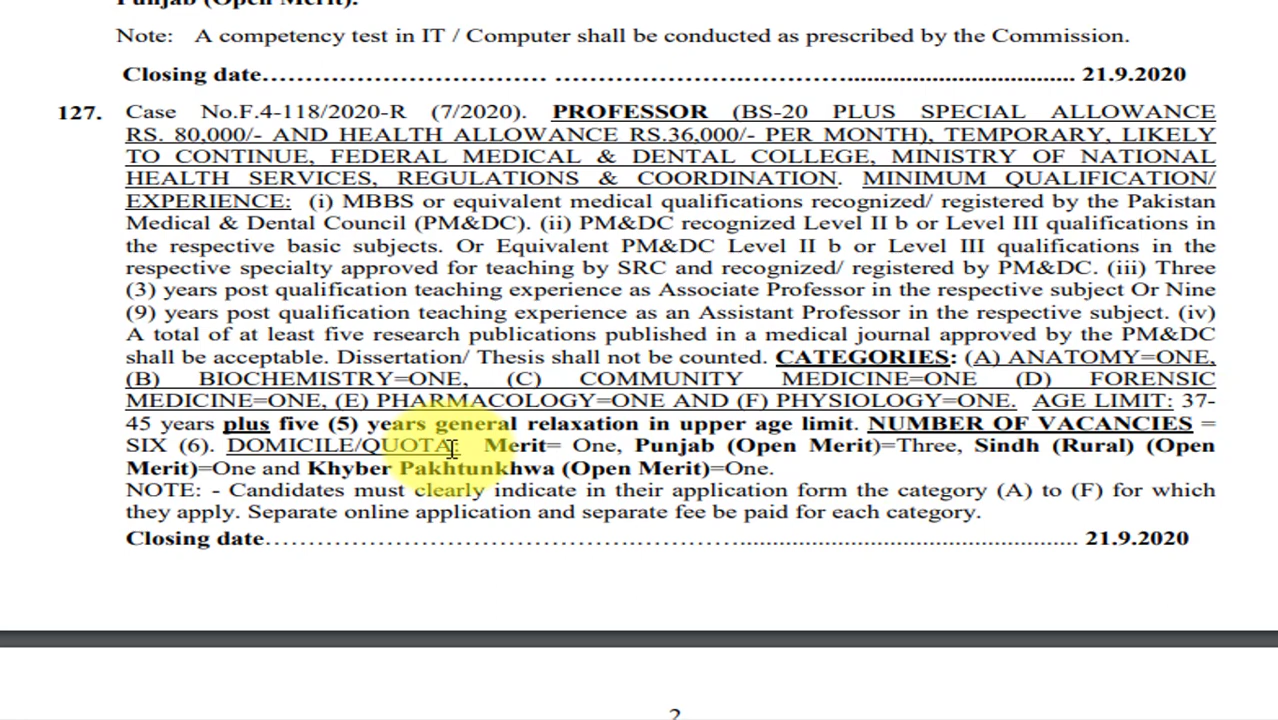 Punjab (Open Merit).
Note: A competency test in IT / Computer shall be conducted as prescribed by the Commission.
Closing date…………………………………. ……………………………………................................ 21.9.2020
127. Case No.F.4-118/2020-R (7/2020). PROFESSOR (BS-20 PLUS SPECIAL ALLOWANCE
RS. 80,000/- AND HEALTH ALLOWANCE RS.36,000/- PER MONTH), TEMPORARY, LIKELY
TO CONTINUE, FEDERAL MEDICAL & DENTAL COLLEGE, MINISTRY OF NATIONAL
HEALTH SERVICES, REGULATIONS & COORDINATION. MINIMUM QUALIFICATION/
EXPERIENCE: (i) MBBS or equivalent medical qualifications recognized/ registered by the Pakistan
Medical & Dental Council (PM&DC). (ii) PM&DC recognized Level II b or Level III qualifications in
the respective basic subjects. Or Equivalent PM&DC Level II b or Level III qualifications in the
respective specialty approved for teaching by SRC and recognized/ registered by PM&DC. (iii) Three
(3) years post qualification teaching experience as Associate Professor in the respective subject Or Nine
(9) years post qualification teaching experience as an Assistant Professor in the respective subject. (iv)
A total of at least five research publications published in a medical journal approved by the PM&DC
shall be acceptable. Dissertation/ Thesis shall not be counted. CATEGORIES: (A) ANATOMY=ONE,
(B) BIOCHEMISTRY=ONE, (C) COMMUNITY MEDICINE=ONE (D) FORENSIC
MEDICINE=ONE, (E) PHARMACOLOGY=ONE AND (F) PHYSIOLOGY=ONE. AGE LIMIT: 37-
45 years plus five (5) years general relaxation in upper age limit. NUMBER OF VACANCIES =
SIX (6). DOMICILE/QUOTA: Merit= One, Punjab (Open Merit)=Three, Sindh (Rural) (Open
Merit)=One and Khyber Pakhtunkhwa (Open Merit)=One.
NOTE: - Candidates must clearly indicate in their application form the category (A) to (F) for which
they apply. Separate online application and separate fee be paid for each category.
Closing date……………………………………………………................................................ 21.9.2020
2